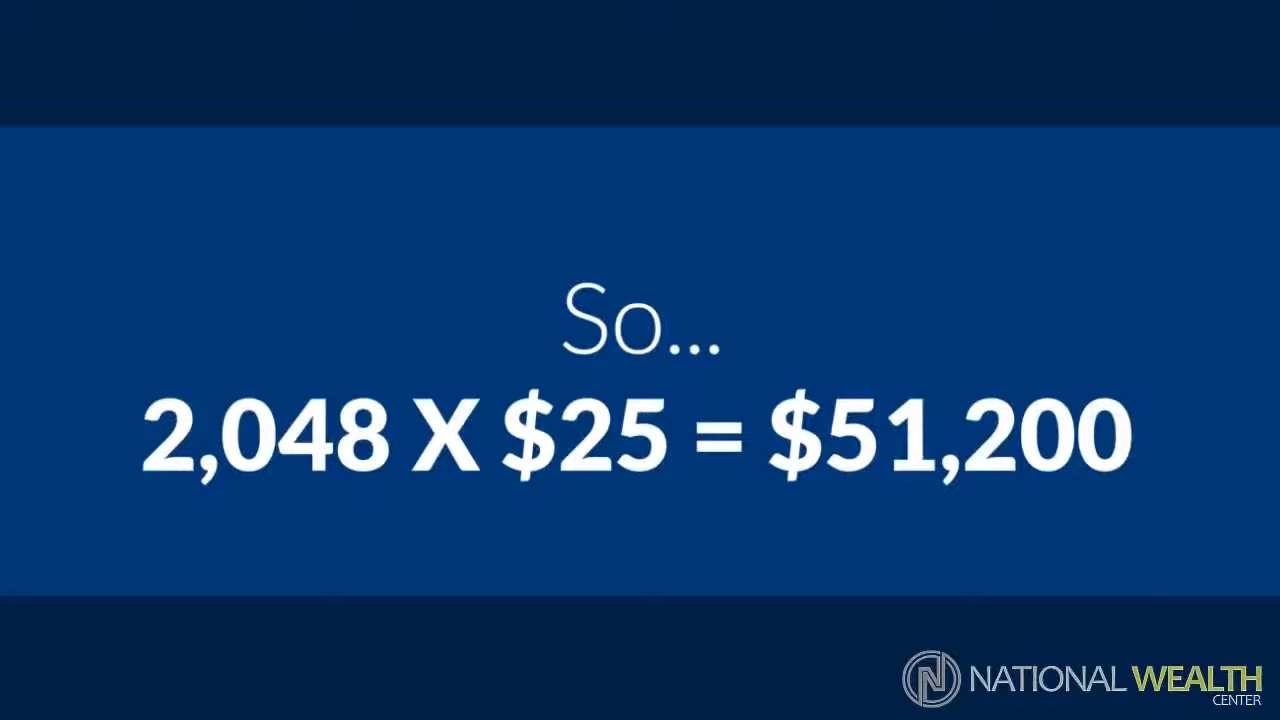 So...
2,048 X $25 = $51,200
NATIONAL WEALTH
CENTER